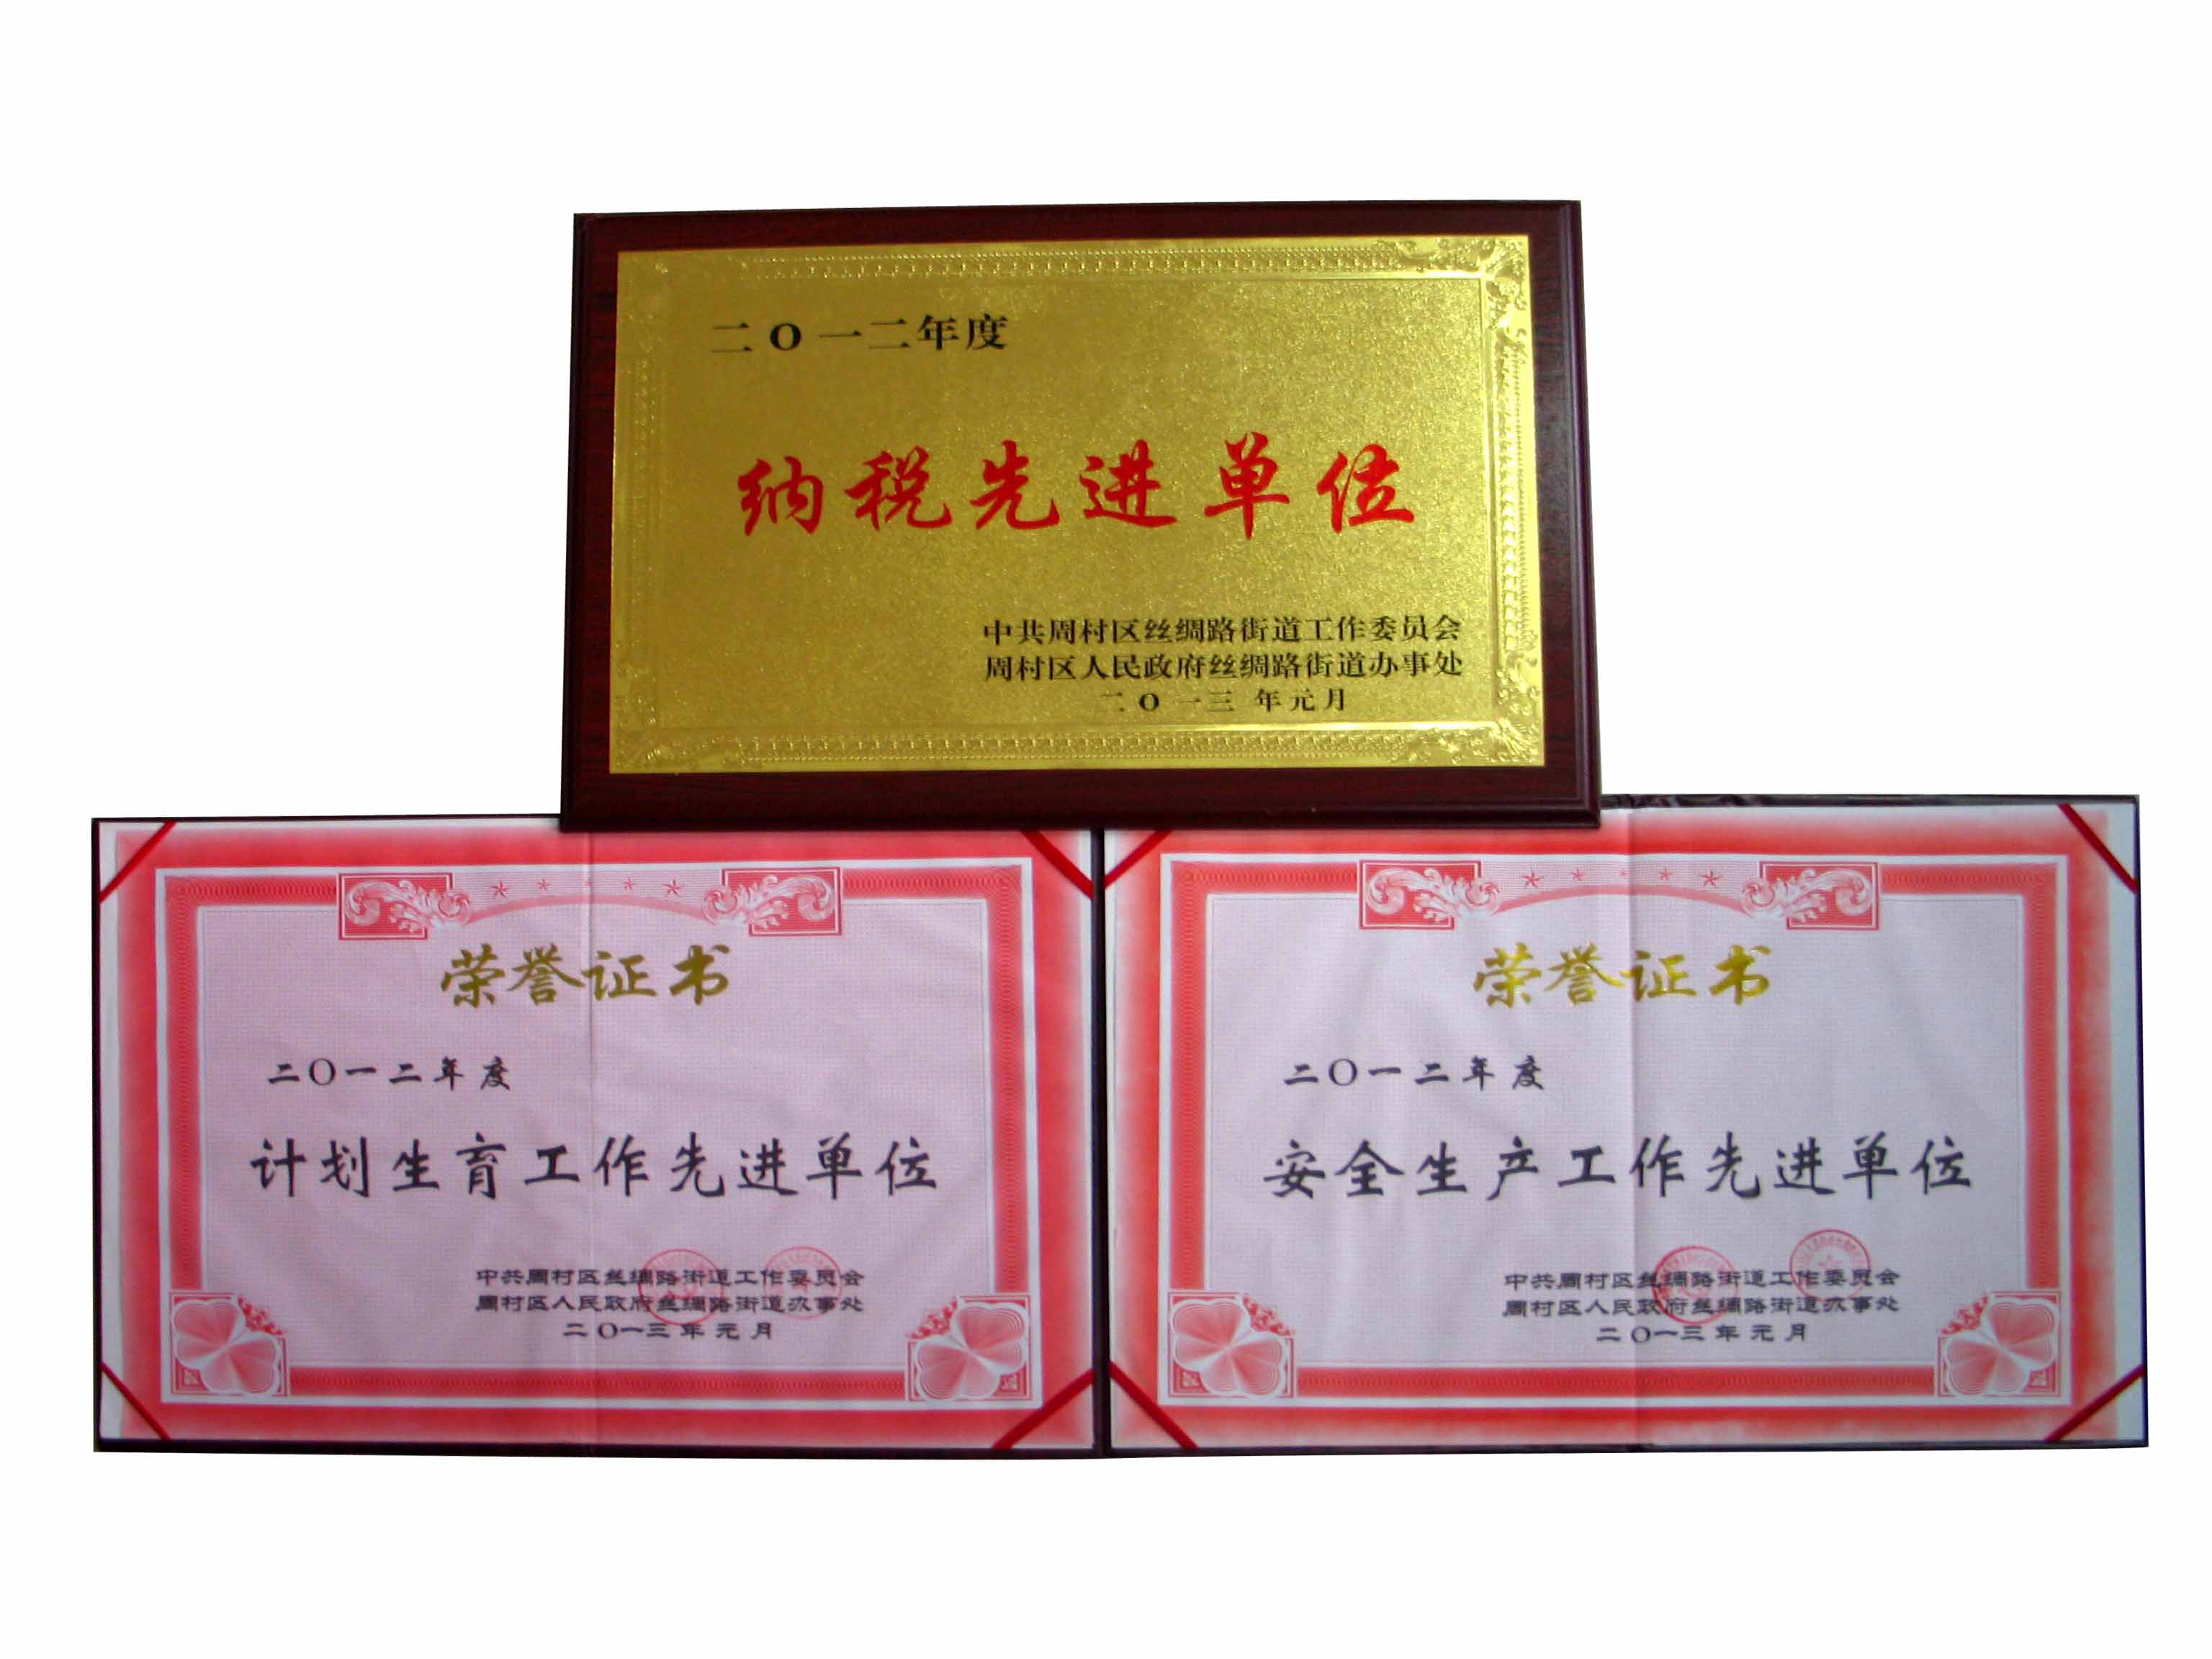 二O一二年度
纳税先进单位
中共周村区丝绸路街道工作委员会
周村区人民政府丝绸路街道办事处
二O一三年元月
荣誉证书
二O一二年度
计划生育工作先进单位
中共周村区丝绸路街道工作委员会
周村区人民政府丝绸路街道办事处
二O一三年元月
荣誉证书
二O一二年度
安全生产工作先进单位
中共周村区丝绸路街道工作委员会
周村区人民政府丝绸路街道办事处
二O一三年元月